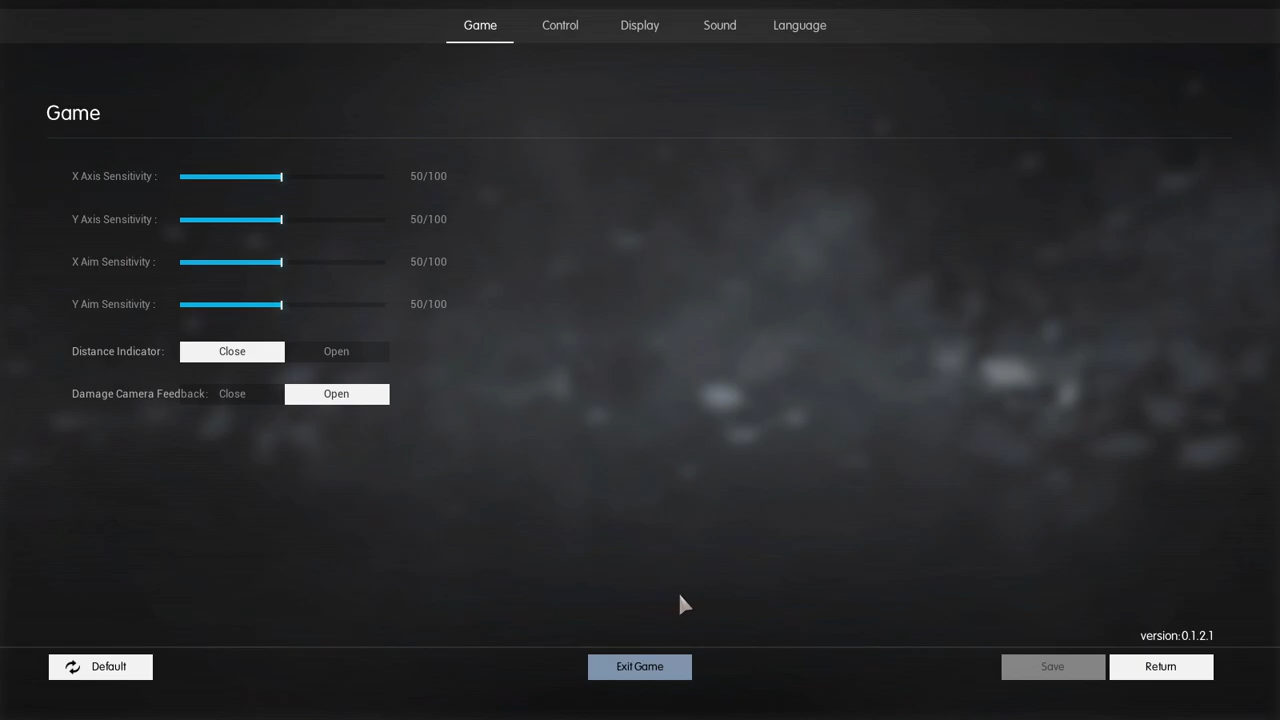 Game Control Display Sound Language
Game
X Axis Sensitivity : 50/100
Y Axis Sensitivity : 50/100
X Aim Sensitivity : 50/100
Y Aim Sensitivity : 50/100
Distance Indicator: Close Open
Damage Camera Feedback: Close Open
version:0.1.2.1
Default Exit Game Save Return